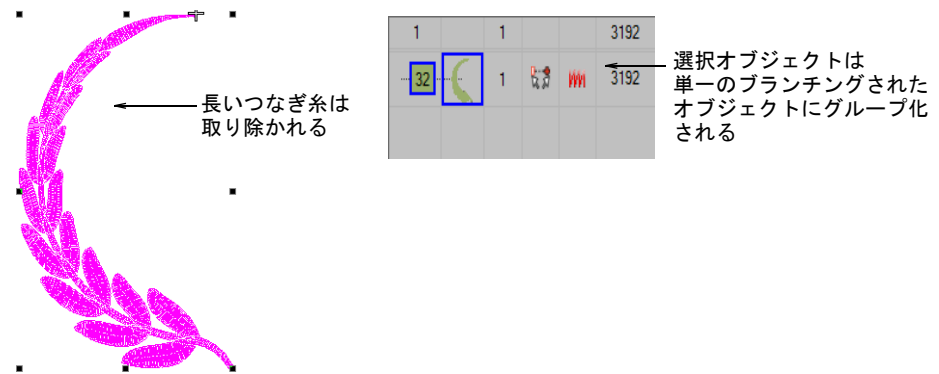 1 1 3192
32 1 3192
長いつなぎ糸は
取り除かれる
選択オブジェクトは
単一のブランチングされた
オブジェクトにグループ化
される